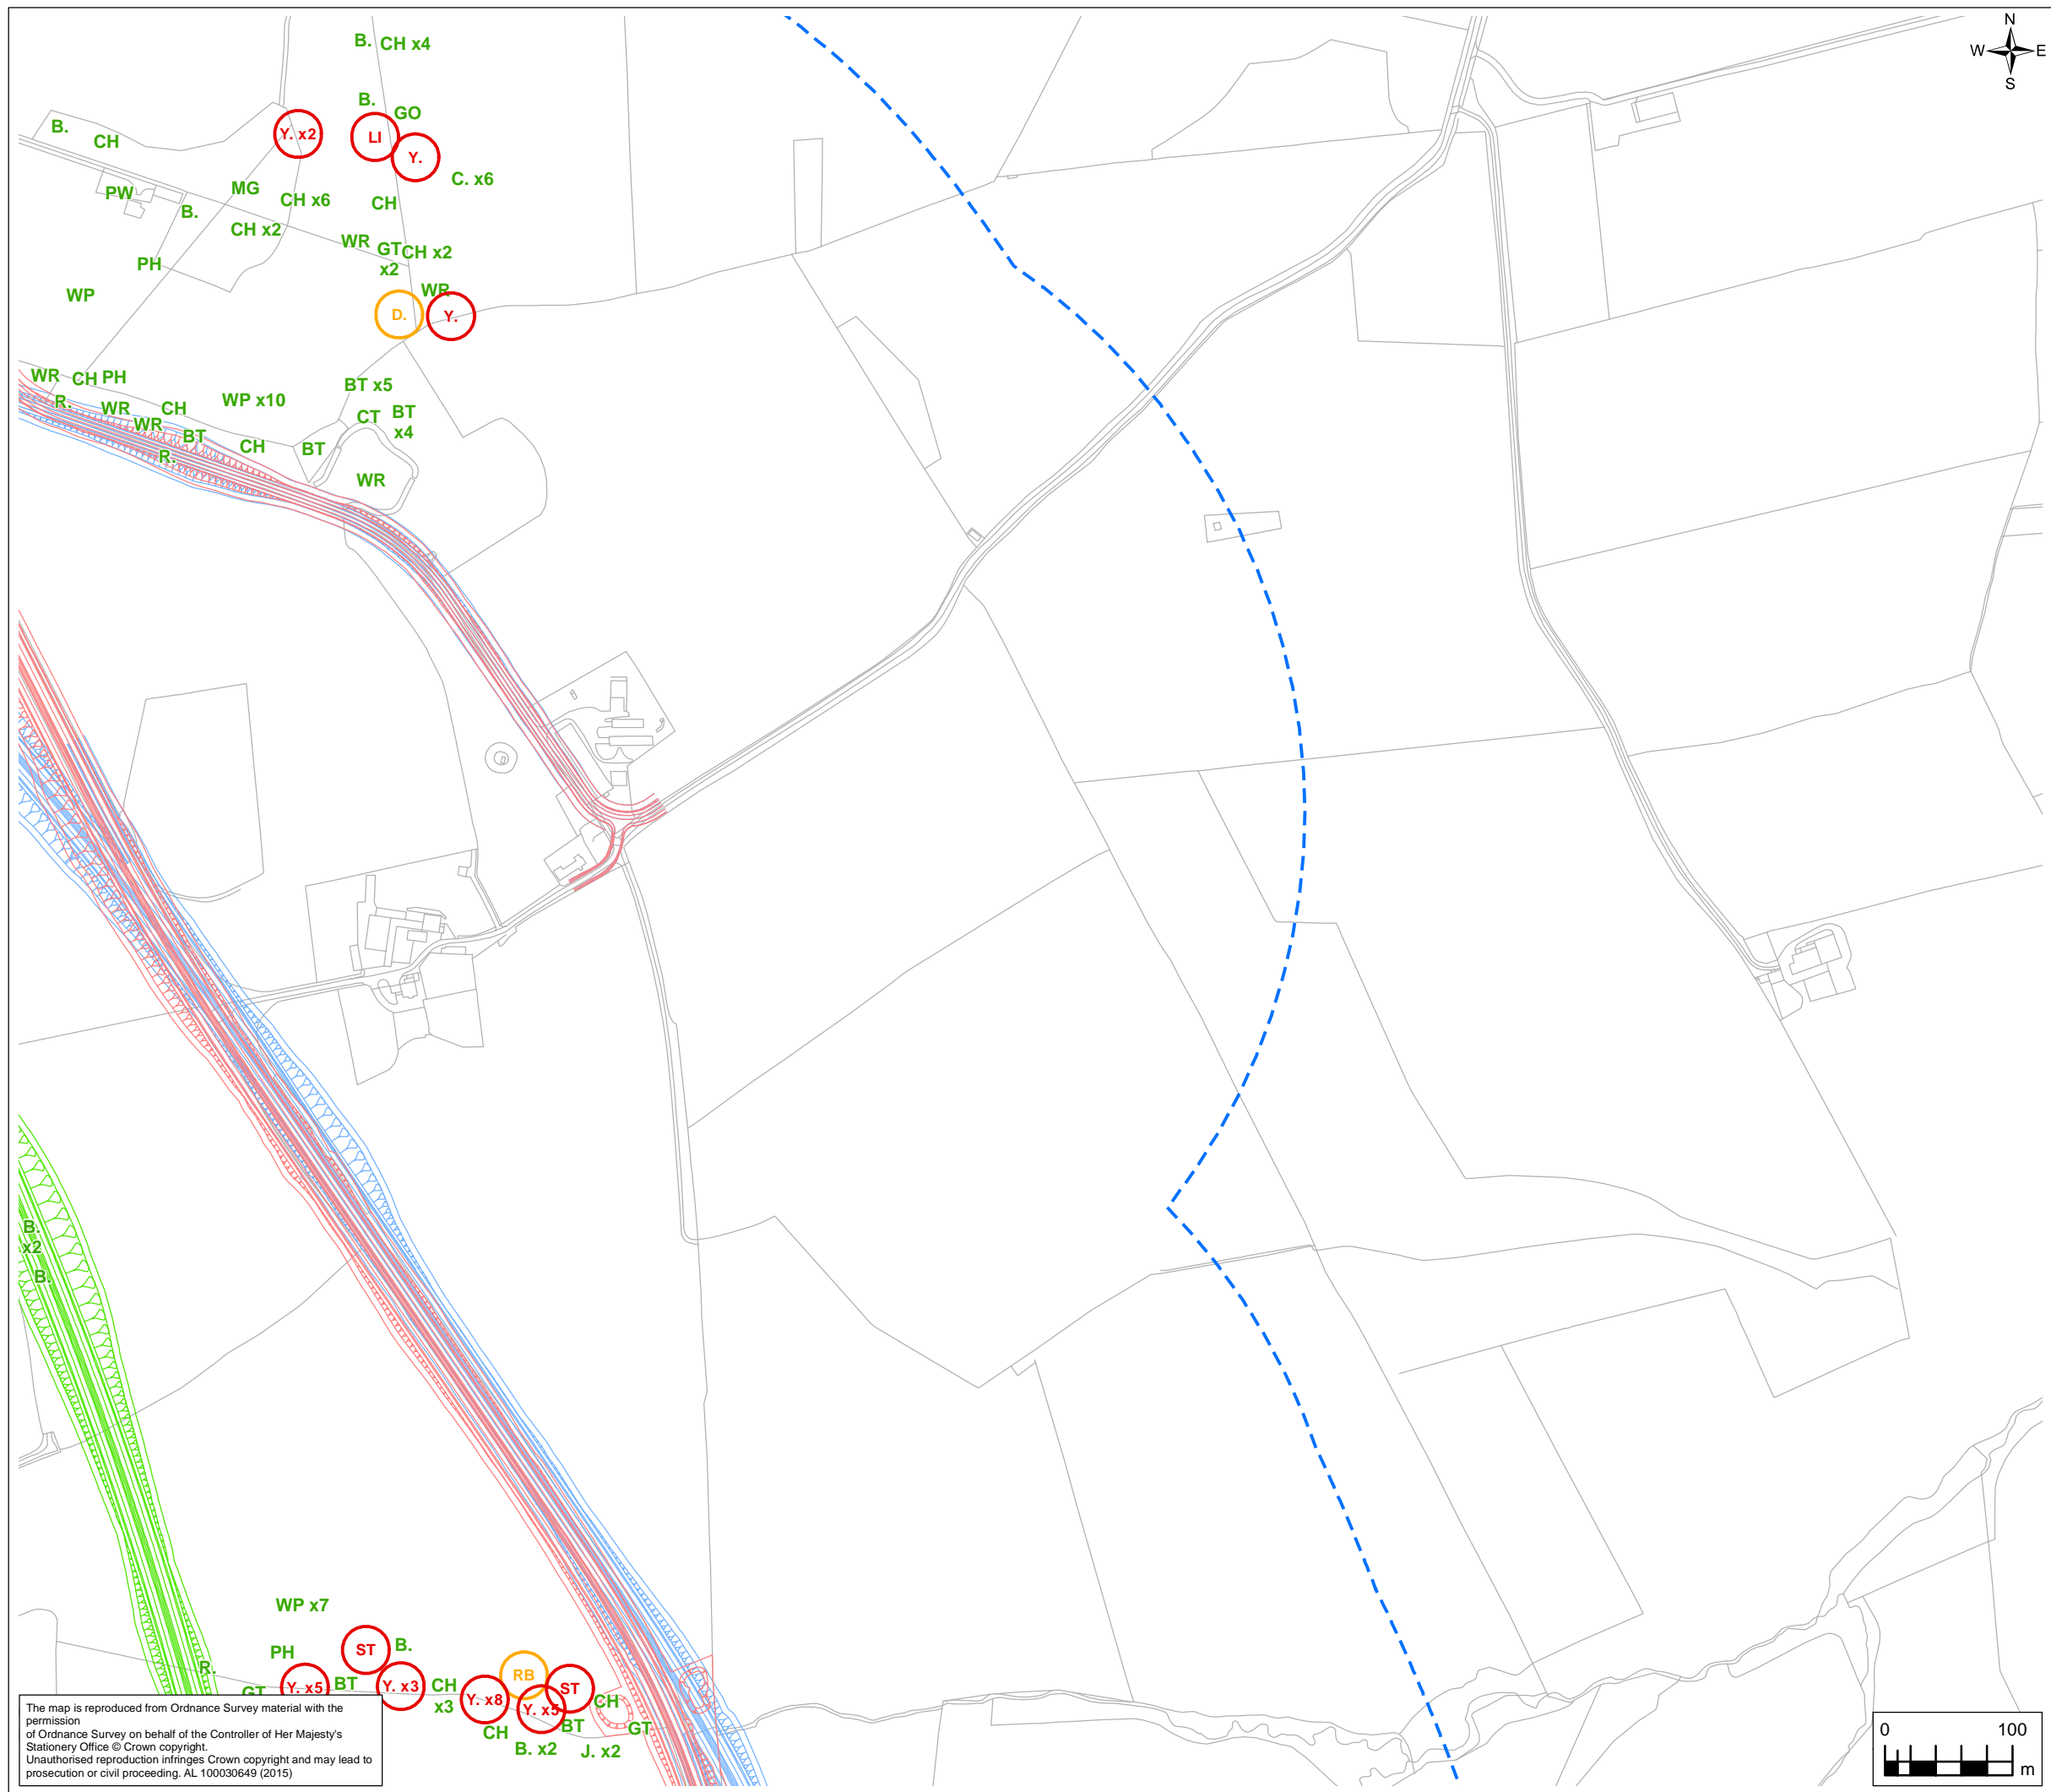 N
W E
S
B. CH x4
B. GO
LI
Y.
C. x6
CH
B.
CH
Y. x2
PW
MG
B.
CH x6
CH x2
WR
GT CH x2
x2
PH
WP
WR
D.
Y.
WR
CH PH
R.
WR
CH
WR
BT
R.
WP x10
CH
BT
BT x5
CT
BT
x4
WR
B.
x2
B.
WP x7
ST
B.
PH
R.
GT
Y. x5
BT
Y. x3
CH
x3
RB
Y. x8
ST
Y. x5
CH
CH
BT
GT
B. x2
J. x2
The map is reproduced from Ordnance Survey material with the
permission
of Ordnance Survey on behalf of the Controller of Her Majesty's
Stationery Office © Crown copyright.
Unauthorised reproduction infringes Crown copyright and may lead to
prosecution or civil proceeding. AL 100030649 (2015)
0 100
m